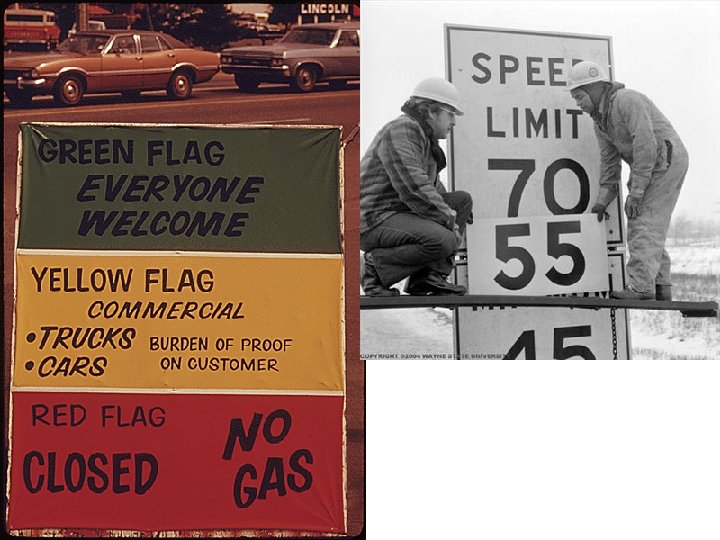 LINCOLN
GREEN FLAG
EVERYONE
WELCOME
YELLOW FLAG
COMMERCIAL
•TRUCKS
•CARS
BURDEN OF PROOF
ON CUSTOMER
RED FLAG
CLOSED
NO
GAS
SPEED
LIMIT
70
55
45
COPYRIGHT ©2004 WAYNE STATE UNIVERSITY